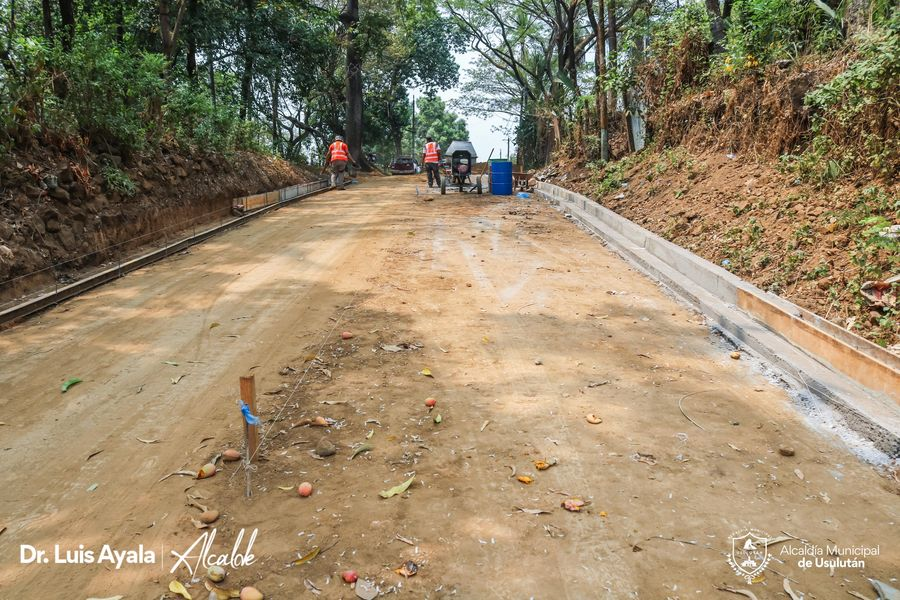 Dr. Luis Ayala | Alcalde
Alcaldía Municipal
de Usulután